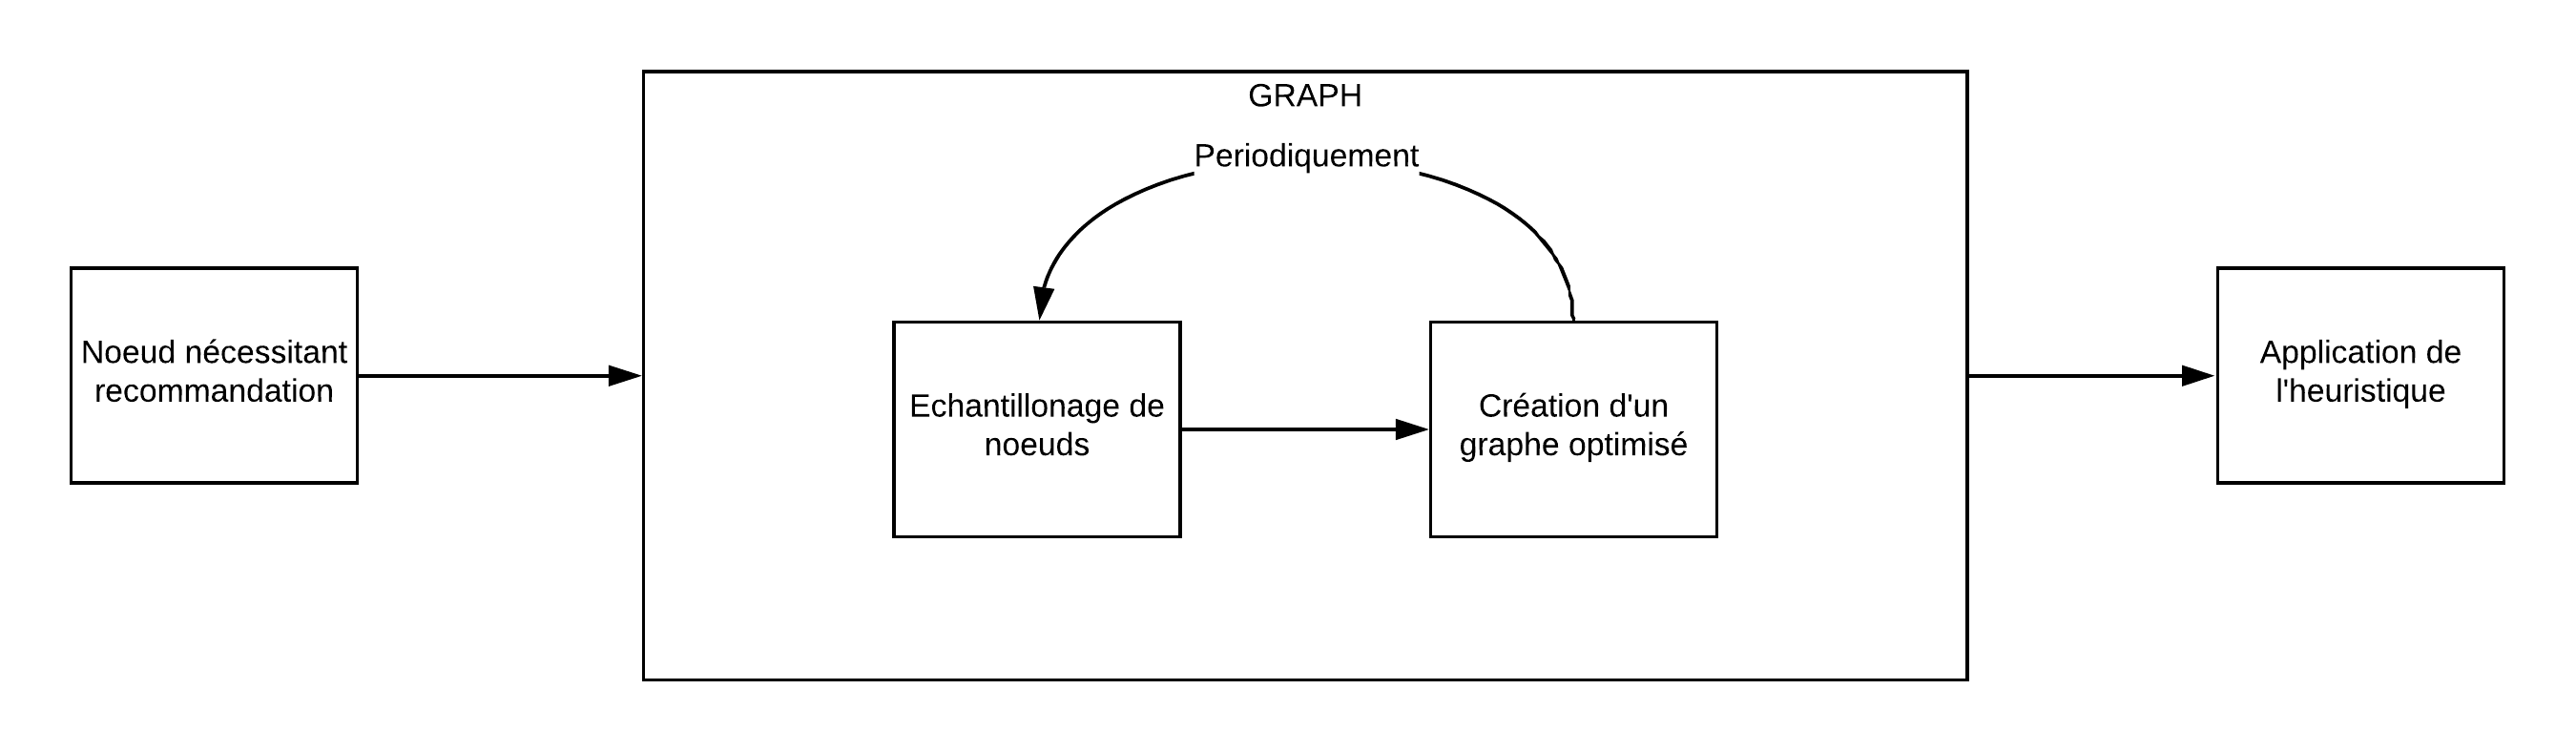 GRAPH
Periodiquement
Noeud nécessitant
recommandation
Echantillonage de
noeuds
Création d'un
graphe optimisé
Application de
l'heuristique